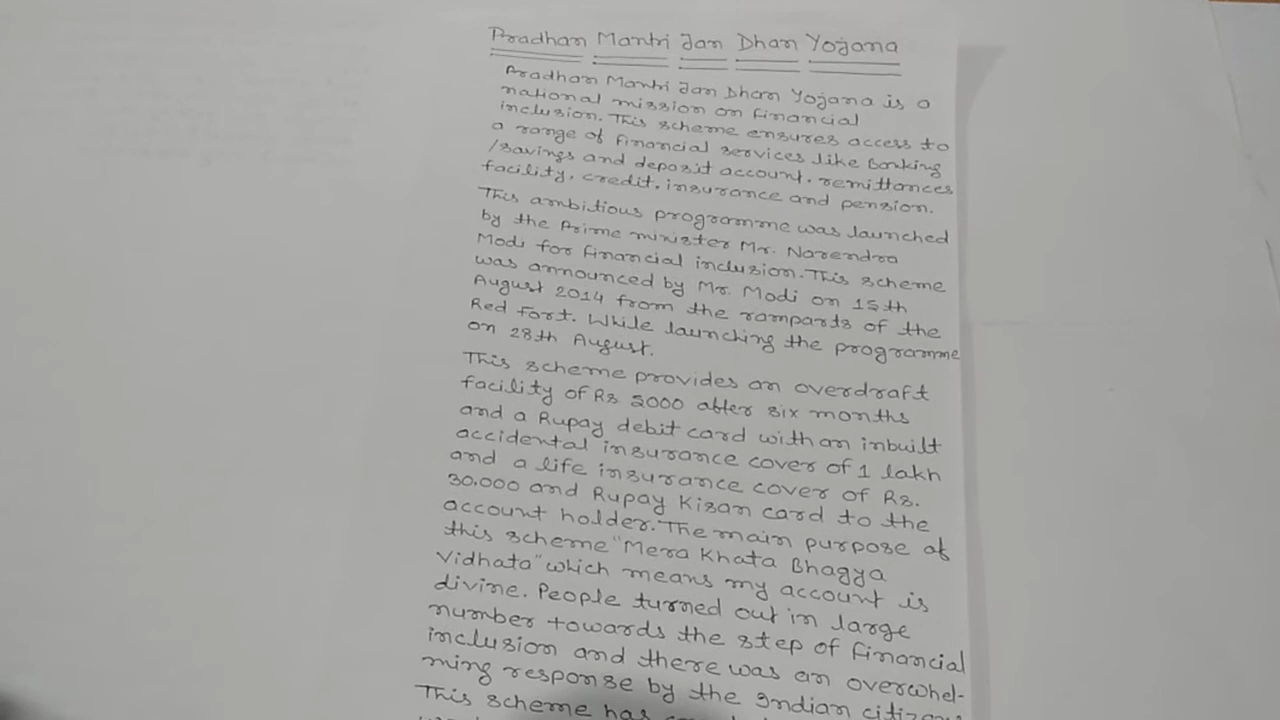 Pradhan Mantri Jan Dhan Yojana
Pradhan Mantri Jan Dhan Yojana is a
national mission on financial
inclusion. This scheme ensures access to
a range of financial services like Banking
/savings and deposit account. remittances
facility, credit, insurance and pension.
This ambitious programme was launched
by the Prime minister Mr. Narendra
Modi for financial inclusion. This scheme
was announced by Mr. Modi on 15th
August 2014 from the ramparts of the
Red Fort. While launching the programme
on 28th August.
This scheme provides an overdraft
facility of Rs 5000 after six months
and a Rupay debit card with an inbuilt
accidental insurance cover of 1 lakh
and a life insurance cover of Rs.
30.000 and Rupay Kisan card to the
account holder. The main purpose of
this scheme "Mera Khata Bhagya
Vidhata" which means my account is
divine. People turned out in large
number towards the step of financial
inclusion and there was an overwhel-
ming response by the Indian citizens
This scheme has